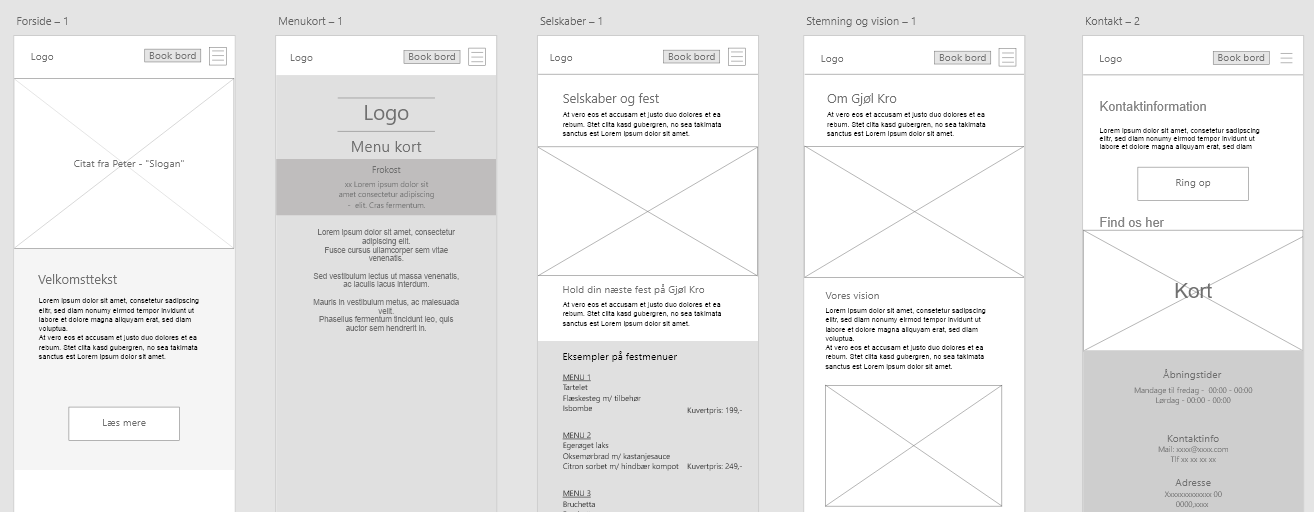 Forside – 1
Logo
Book bord
Citat fra Peter - "Slogan"
Velkomsttekst
Lorem ipsum dolor sit amet, consetetur sadipscing
elitr, sed diam nonumy eirmod tempor invidunt ut
labore et dolore magna aliquyam erat, sed diam
voluptua.
At vero eos et accusam et justo duo dolores et ea
rebum. Stet clita kasd gubergren, no sea takimata
sanctus est Lorem ipsum dolor sit amet.
Læs mere
Menukort – 1
Logo
Book bord
Logo
Menu kort
Frokost
xx Lorem ipsum dolor sit
amet consectetur adipiscing
- elit. Cras fermentum.
Lorem ipsum dolor sit amet, consectetur
adipiscing elit.
Fusce cursus ullamcorper sem vitae
venenatis.
Sed vestibulum lectus ut massa venenatis,
ac iaculis lacus interdum.
Mauris in vestibulum metus, ac malesuada
velit.
Phasellus fermentum tincidunt leo, quis
auctor sem hendrerit in.
Selskaber – 1
Logo
Book bord
Selskaber og fest
At vero eos et accusam et justo duo dolores et ea
rebum. Stet clita kasd gubergren, no sea takimata
sanctus est Lorem ipsum dolor sit amet.
Hold din næste fest på Gjøl Kro
At vero eos et accusam et justo duo dolores et ea
rebum. Stet clita kasd gubergren, no sea takimata
sanctus est Lorem ipsum dolor sit amet.
Eksempler på festmenuer
MENU 1
Tartelet
Flæskesteg m/ tilbehør
Isbombe Kuvertpris: 199,-
MENU 2
Egerøget laks
Oksemørbrad m/ kastanjesauce
Citron sorbet m/ hindbær kompot Kuvertpris: 249,-
MENU 3
Bruchetta
Stemning og vision – 1
Logo
Book bord
Om Gjøl Kro
At vero eos et accusam et justo duo dolores et ea
rebum. Stet clita kasd gubergren, no sea takimata
sanctus est Lorem ipsum dolor sit amet.
Vores vision
Lorem ipsum dolor sit amet, consetetur sadipscing
elitr, sed diam nonumy eirmod tempor invidunt ut
labore et dolore magna aliquyam erat, sed diam
voluptua.
At vero eos et accusam et justo duo dolores et ea
rebum. Stet clita kasd gubergren, no sea takimata
sanctus est Lorem ipsum dolor sit amet.
Kontakt – 2
Logo
Book bord
Kontaktinformation
Lorem ipsum dolor sit amet, consetetur sadipscing
elitr, sed diam nonumy eirmod tempor invidunt ut
labore et dolore magna aliquyam erat, sed diam
Ring op
Find os her
Kort
Åbningstider
Mandage til fredag - 00:00 - 00:00
Lørdag - 00:00 - 00:00
Kontaktinfo
Mail: xxxx@xxxx.com
Tlf xx xx xx xx
Adresse
Xxxxxxxxxxxxx 00
0000,xxxx